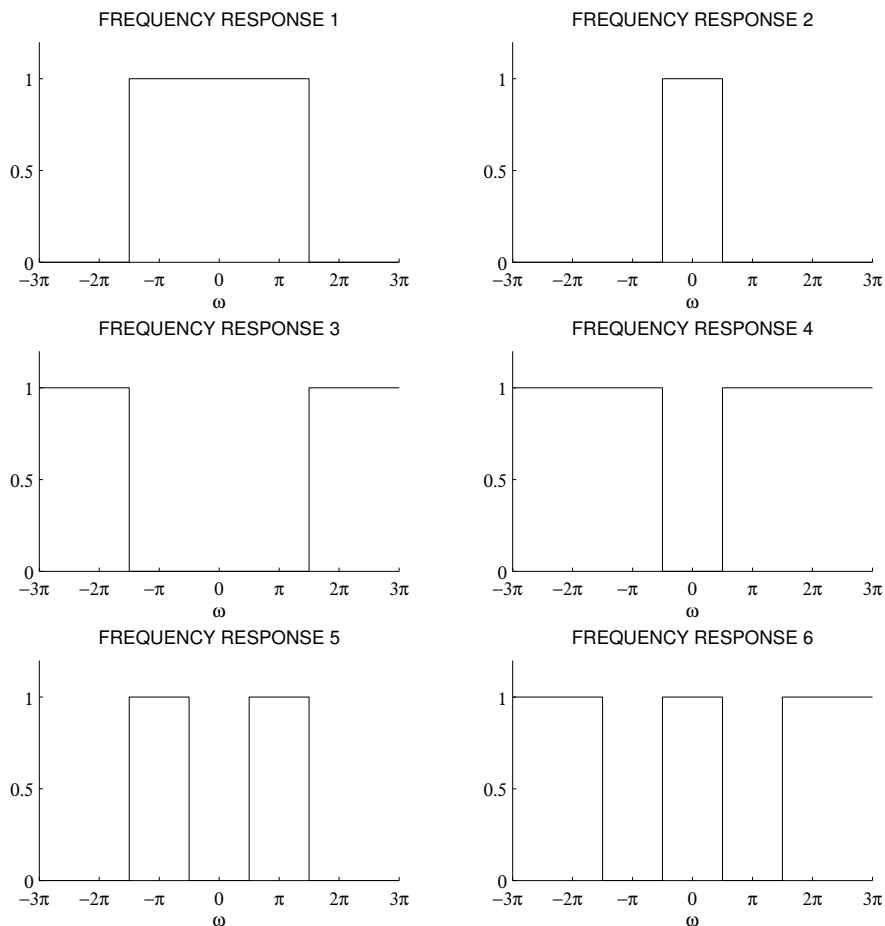 FREQUENCY RESPONSE 1
1
0.5
0
−3π −2π −π 0 π 2π 3π
ω
FREQUENCY RESPONSE 2
1
0.5
0
−3π −2π −π 0 π 2π 3π
ω
FREQUENCY RESPONSE 3
1
0.5
0
−3π −2π −π 0 π 2π 3π
ω
FREQUENCY RESPONSE 4
1
0.5
0
−3π −2π −π 0 π 2π 3π
ω
FREQUENCY RESPONSE 5
1
0.5
0
−3π −2π −π 0 π 2π 3π
ω
FREQUENCY RESPONSE 6
1
0.5
0
−3π −2π −π 0 π 2π 3π
ω